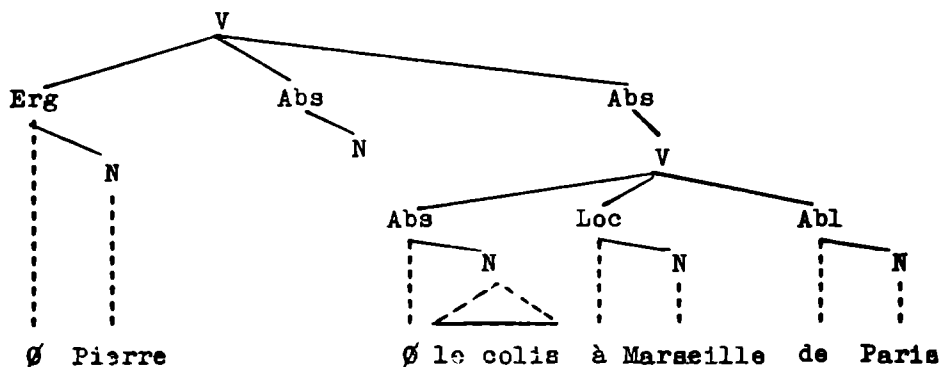 V
Erg Abs Abs
N
N V
Abs Loc Abl
N N N
Ø Pierre Ø le colis à Marseille de Paris